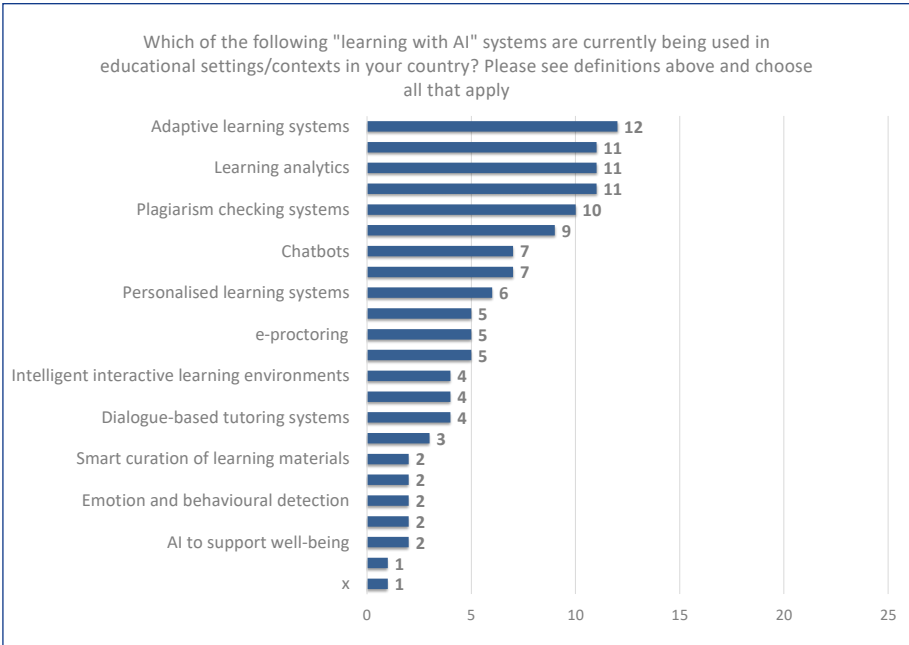 Which of the following "learning with AI" systems are currently being used in
educational settings/contexts in your country? Please see definitions above and choose
all that apply
Adaptive learning systems 12
11
Learning analytics 11
11
Plagiarism checking systems 10
9
Chatbots 7
7
Personalised learning systems 6
5
e-proctoring 5
5
Intelligent interactive learning environments 4
4
Dialogue-based tutoring systems 4
3
Smart curation of learning materials 2
2
Emotion and behavioural detection 2
2
AI to support well-being 2
1
x 1
0 5 10 15 20 25